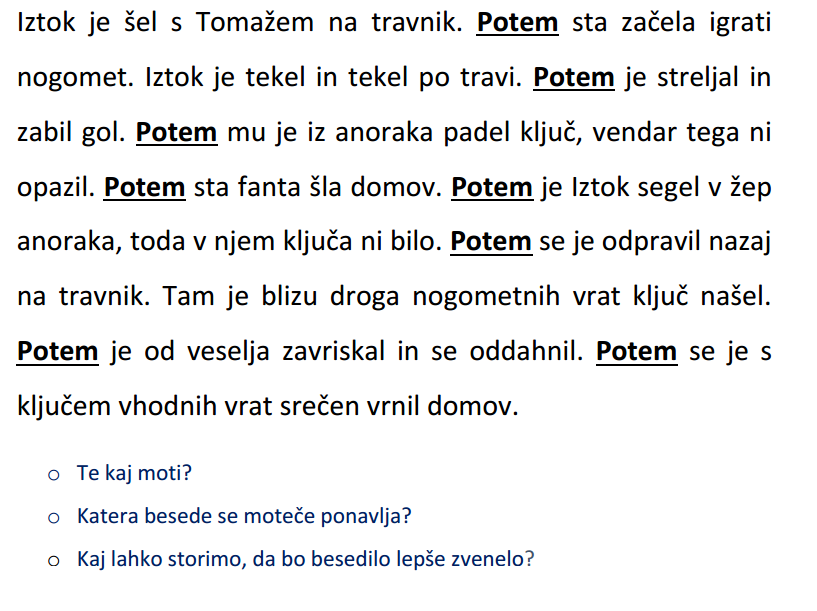 Iztok je šel s Tomažem na travnik. Potem sta začela igrati
nogomet. Iztok je tekel in tekel po travi. Potem je streljal in
zabil gol. Potem mu je iz anoraka padel ključ, vendar tega ni
opazil. Potem sta fanta šla domov. Potem je Iztok segel v žep
anoraka, toda v njem ključa ni bilo. Potem se je odpravil nazaj
na travnik. Tam je blizu droga nogometnih vrat ključ našel.
Potem je od veselja zavriskal in se oddahnil. Potem se je s
ključem vhodnih vrat srečen vrnil domov.
o Te kaj moti?
o Katera besede se moteče ponavlja?
o Kaj lahko storimo, da bo besedilo lepše zvenelo?